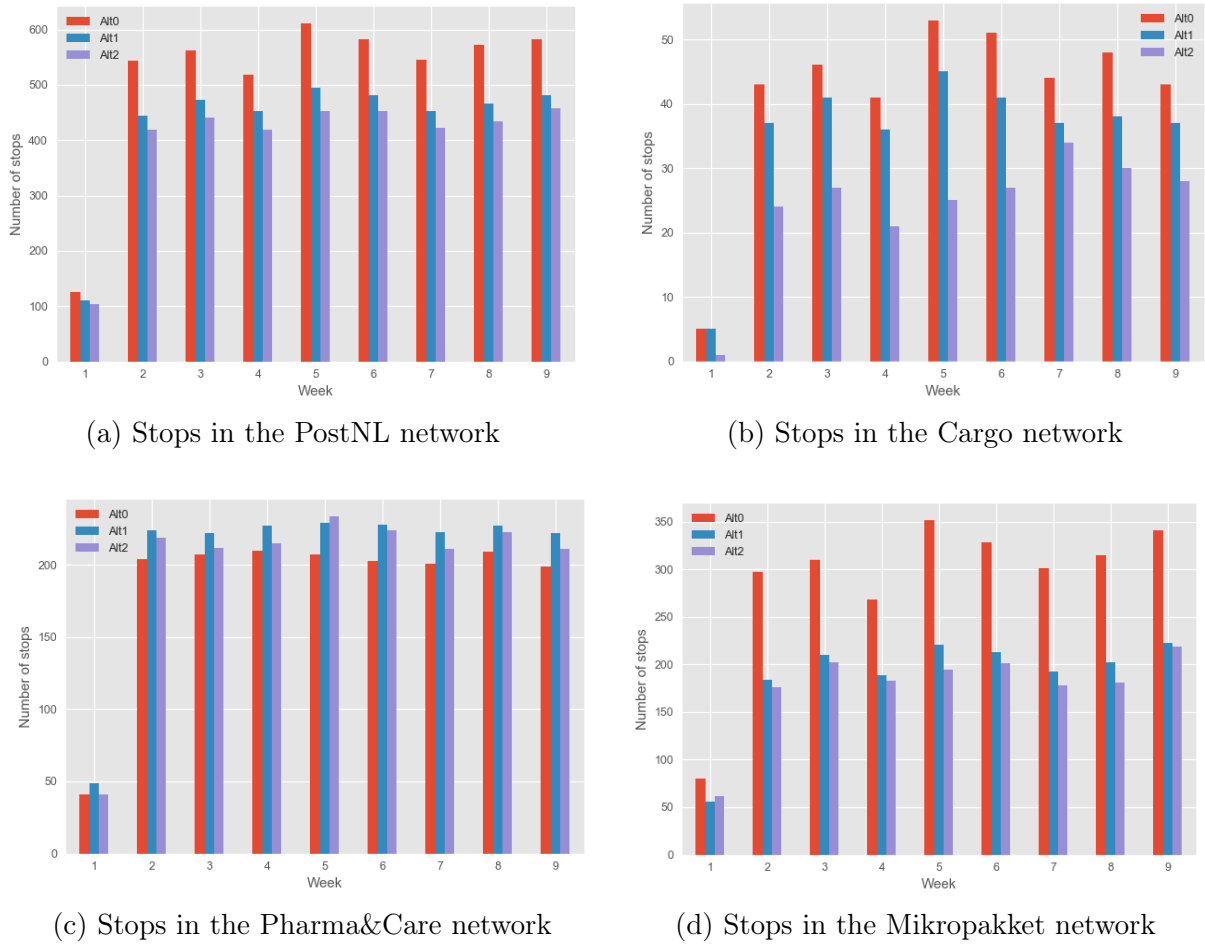 Alt0
Alt1
Alt2
600
500
400
300
200
100
0
Number of stops
1 2 3 4 5 6 7 8 9
Week
(a) Stops in the PostNL network
Alt0
Alt1
Alt2
50
40
30
20
10
0
Number of stops
1 2 3 4 5 6 7 8 9
Week
(b) Stops in the Cargo network
Alt0
Alt1
Alt2
200
150
100
50
0
Number of stops
1 2 3 4 5 6 7 8 9
Week
(c) Stops in the Pharma&Care network
Alt0
Alt1
Alt2
350
300
250
200
150
100
50
0
Number of stops
1 2 3 4 5 6 7 8 9
Week
(d) Stops in the Mikropakket network